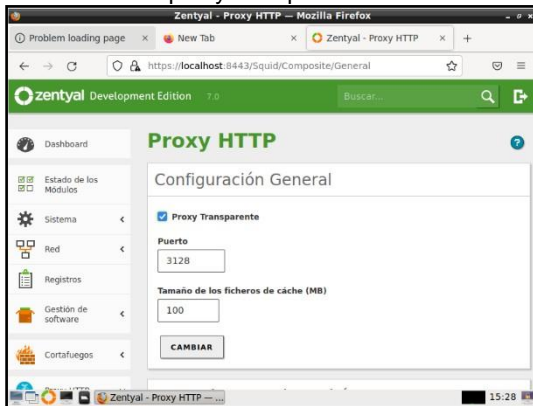 Zentyal - Proxy HTTP — Mozilla Firefox
Problem loading page
New Tab
Zentyal - Proxy HTTP
https://localhost:8443/Squid/Composite/General
zentyal Development Edition 7.0
Buscar...
Dashboard
Estado de los
Módulos
Sistema
Red
Registros
Gestión de
software
Cortafuegos
Proxy HTTP
?
Configuración General
Proxy Transparente
Puerto
3128
Tamaño de los ficheros de cáche (MB)
100
CAMBIAR
Zentyal - Proxy HTTP — ...
15:28